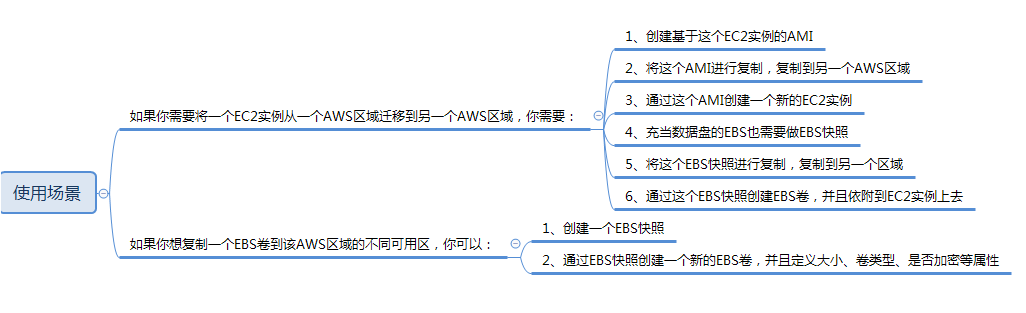 使用场景
如果你需要将一个EC2实例从一个AWS区域迁移到另一个AWS区域，你需要：
1、创建基于这个EC2实例的AMI
2、将这个AMI进行复制，复制到另一个AWS区域
3、通过这个AMI创建一个新的EC2实例
4、充当数据盘的EBS也需要做EBS快照
5、将这个EBS快照进行复制，复制到另一个区域
6、通过这个EBS快照创建EBS卷，并且依附到EC2实例上去
如果你想复制一个EBS卷到该AWS区域的不同可用区，你可以：
1、创建一个EBS快照
2、通过EBS快照创建一个新的EBS卷，并且定义大小、卷类型、是否加密等属性